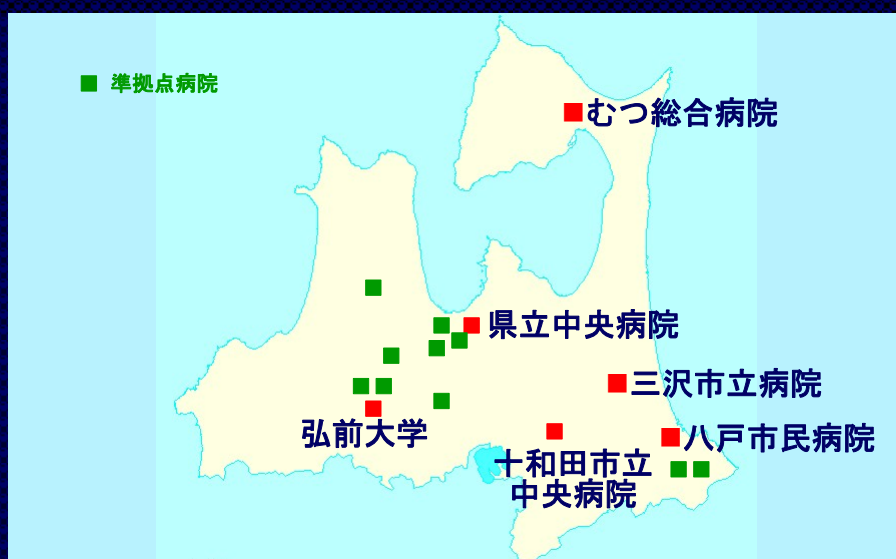 準拠点病院
むつ総合病院
県立中央病院
三沢市立病院
弘前大学
八戸市民病院
十和田市立
中央病院